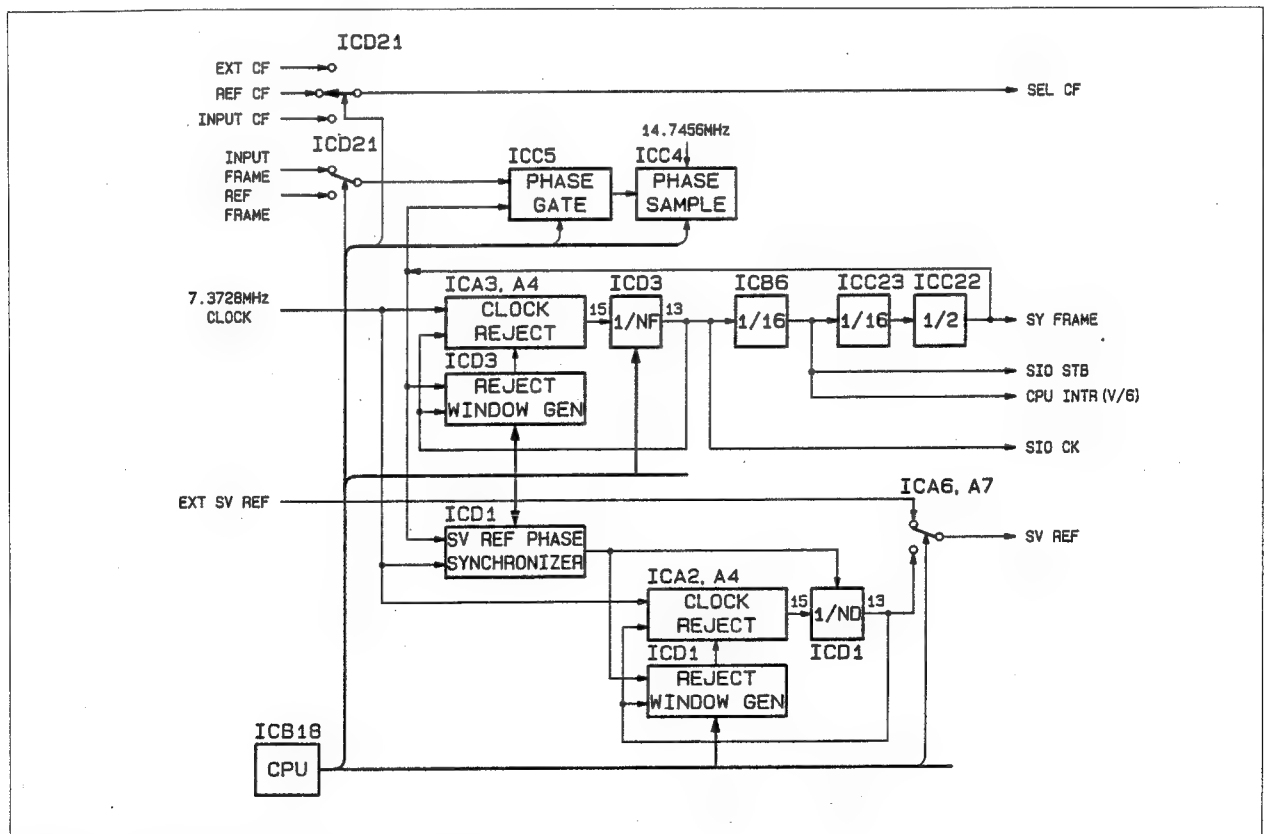 ICD21
EXT CF
REF CF
SEL CF
INPUT CF
ICD21
14.7456MHz
INPUT
FRAME
REF
FRAME
ICC5
PHASE
GATE
ICC4
PHASE
SAMPLE
7.3728MHz
CLOCK
ICA3, A4
CLOCK
REJECT
15
ICD3
1/NF
13
ICB6
1/16
ICC23
1/16
ICC22
1/2
SY FRAME
ICD3
REJECT
WINDOW GEN
SIO STB
CPU INTR (V/6)
SIO CK
EXT SV REF
ICA6, A7
SV REF
ICD1
SV REF PHASE
SYNCHRONIZER
ICA2, A4
CLOCK
REJECT
15
1/ND
13
ICD1
ICD1
REJECT
WINDOW GEN
ICB18
CPU